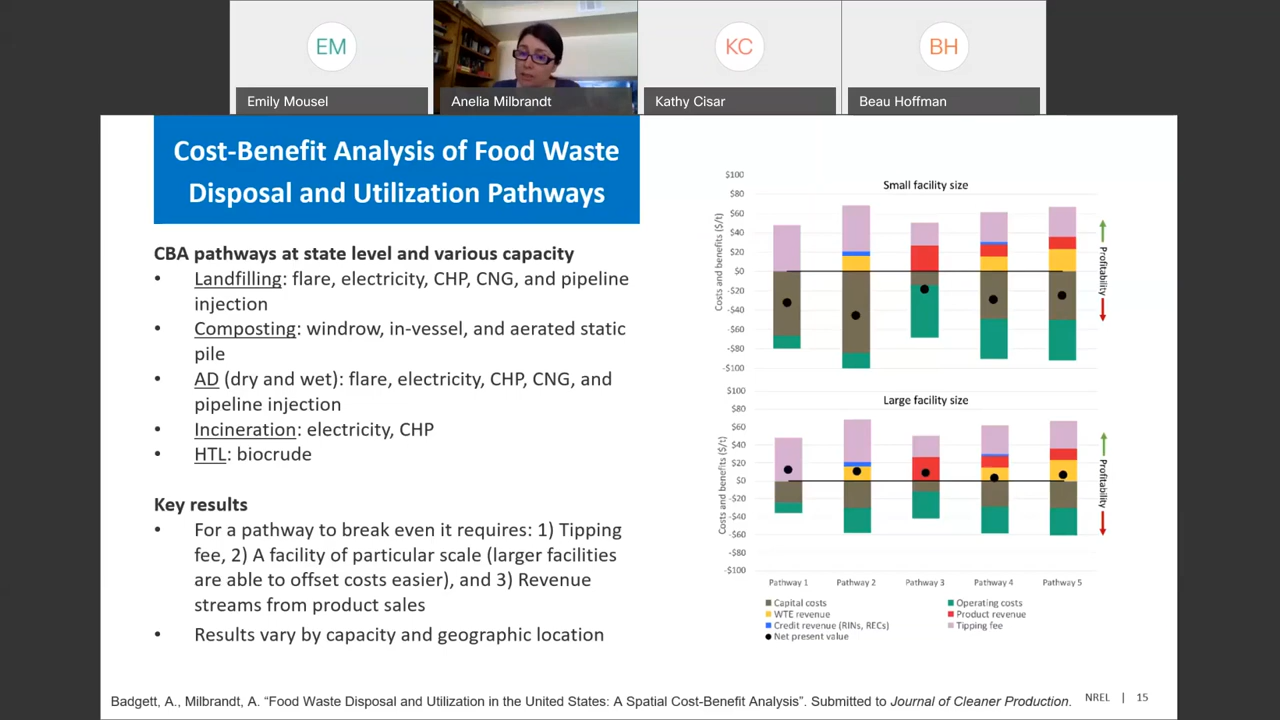 EM
KC
BH
Emily Mousel
Anelia Milbrandt
Kathy Cisar
Beau Hoffman
Cost-Benefit Analysis of Food Waste
Disposal and Utilization Pathways
CBA pathways at state level and various capacity
• Landfilling: flare, electricity, CHP, CNG, and pipeline
injection
• Composting: windrow, in-vessel, and aerated static
pile
• AD (dry and wet): flare, electricity, CHP, CNG, and
pipeline injection
• Incineration: electricity, CHP
• HTL: biocrude
Key results
• For a pathway to break even it requires: 1) Tipping
fee, 2) A facility of particular scale (larger facilities
are able to offset costs easier), and 3) Revenue
streams from product sales
• Results vary by capacity and geographic location
Small facility size
Costs and benefits ($/t)
$100
$80
$60
$40
$20
$0
-$20
-$40
-$60
-$80
-$100
Profitability
Large facility size
Costs and benefits ($/t)
$100
$80
$60
$40
$20
$0
-$20
-$40
-$60
-$80
-$100
Profitability
Pathway 1
Pathway 2
Pathway 3
Pathway 4
Pathway 5
Capital costs
Operating costs
WTE revenue
Product revenue
Credit revenue (RINs, RECs)
Tipping fee
Net present value
Badgett, A., Milbrandt, A. “Food Waste Disposal and Utilization in the United States: A Spatial Cost-Benefit Analysis”. Submitted to Journal of Cleaner Production.
NREL | 15